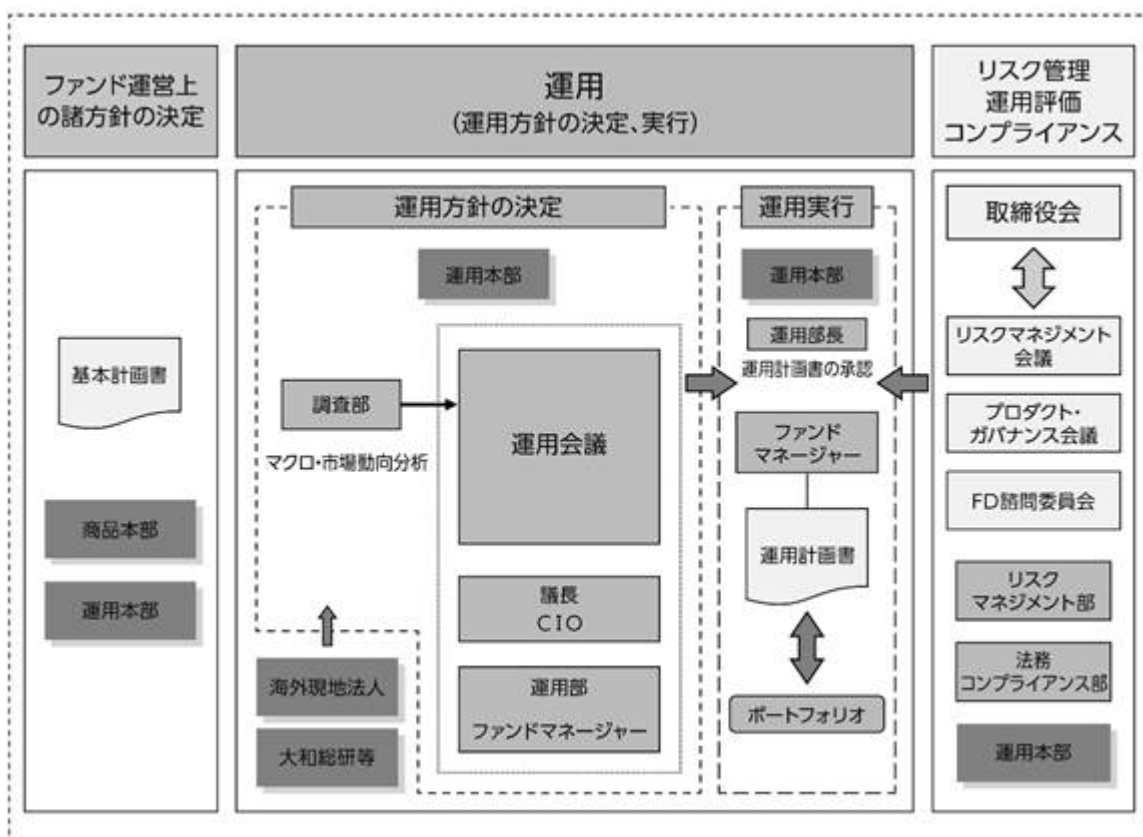 ファンド運営上
の諸方針の決定
運用
(運用方針の決定、実行)
リスク管理
運用評価
コンプライアンス
基本計画書
商品本部
運用本部
運用方針の決定
運用本部
調査部
マクロ・市場動向分析
運用会議
議長
CIO
運用部
ファンドマネージャー
海外現地法人
大和総研等
運用実行
運用本部
運用部長
運用計画書の承認
ファンド
マネージャー
運用計画書
ポートフォリオ
取締役会
リスクマネジメント
会議
プロダクト・
ガバナンス会議
FD諮問委員会
リスク
マネジメント部
法務
コンプライアンス部
運用本部